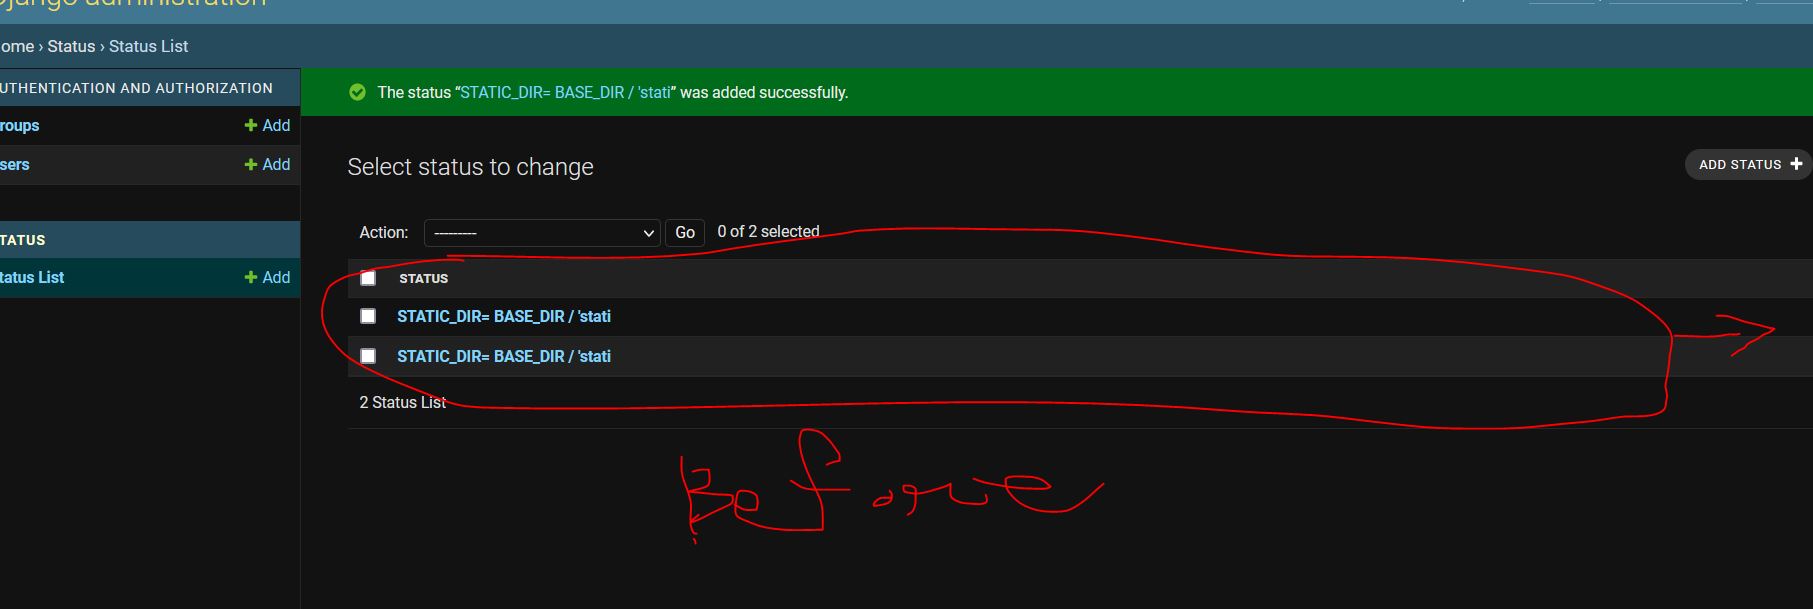 Django administration
ome › Status › Status List
UTHENTICATION AND AUTHORIZATION
roups + Add
sers + Add
TATUS
tatus List + Add
The status “STATIC_DIR= BASE_DIR / 'stati” was added successfully.
Select status to change
ADD STATUS +
Action: --------- Go 0 of 2 selected
STATUS
STATIC_DIR= BASE_DIR / 'stati
STATIC_DIR= BASE_DIR / 'stati
2 Status List
Before